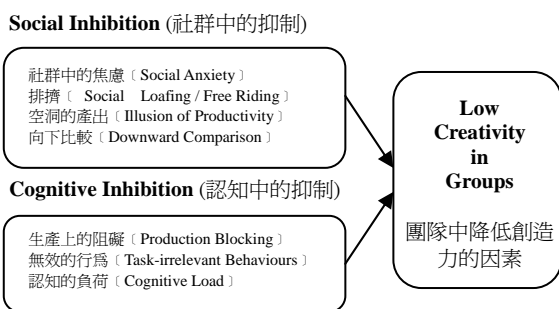 Social Inhibition (社群中的抑制)
社群中的焦慮〔Social Anxiety〕
排擠〔 Social Loafing / Free Riding〕
空洞的產出〔Illusion of Productivity〕
向下比較〔Downward Comparison〕
Cognitive Inhibition (認知中的抑制)
生產上的阻礙〔Production Blocking〕
無效的行為〔Task-irrelevant Behaviours〕
認知的負荷〔Cognitive Load〕
Low
Creativity
in
Groups
團隊中降低創造
力的因素